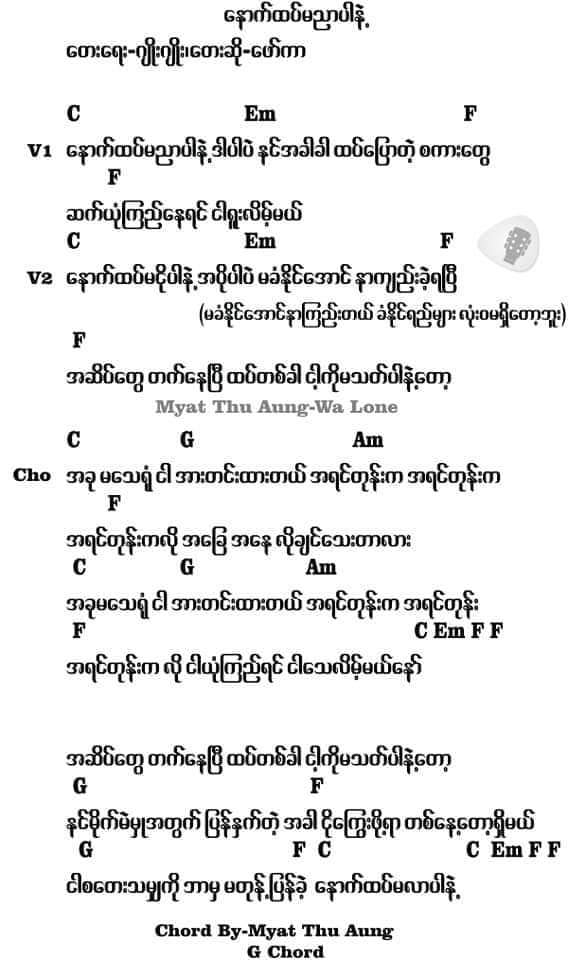 နောက်ထပ်မညာပါနဲ့
တေးရေး-ဂျိုးဂျိုး၊တေးဆို-ဖော်ကာ
C Em F
V1 နောက်ထပ်မညာပါနဲ့ ဒါပါပဲ နင်အခါခါ ထပ်ပြောတဲ့ စကားတွေ
F
ဆက်ယုံကြည်နေရင် ငါရူးလိမ့်မယ်
C Em F
V2 နောက်ထပ်မငိုပါနဲ့ အပိုပါပဲ မခံနိုင်အောင် နာကျည်းခဲ့ရပြီ
(မခံနိုင်အောင်နာကြည်းတယ် ခံနိုင်ရည်များ လုံးဝမရှိတော့ဘူး)
F
အဆိပ်တွေ တက်နေပြီ ထပ်တစ်ခါ ငါ့ကိုမသတ်ပါနဲ့တော့
Myat Thu Aung-Wa Lone
C G Am
Cho အခု မသေရုံ ငါ အားတင်းထားတယ် အရင်တုန်းက အရင်တုန်းက
F
အရင်တုန်းကလို အခြေ အနေ လိုချင်သေးတာလား
C G Am
အခုမသေရုံ ငါ အားတင်းထားတယ် အရင်တုန်းက အရင်တုန်း
F C Em F F
အရင်တုန်းက လို ငါယုံကြည်ရင် ငါသေလိမ့်မယ်နော်
အဆိပ်တွေ တက်နေပြီ ထပ်တစ်ခါ ငါ့ကိုမသတ်ပါနဲ့တော့
G F
နင်မိုက်မဲမှုအတွက် ပြန်နှက်တဲ့ အခါ ငိုကြွေးဖို့ရာ တစ်နေ့တော့ရှိမယ်
G F C C Em F F
ငါစတေးသမျှကို ဘာမှ မတုန့်ပြန်ခဲ့ နောက်ထပ်မလာပါနဲ့
Chord By-Myat Thu Aung
G Chord